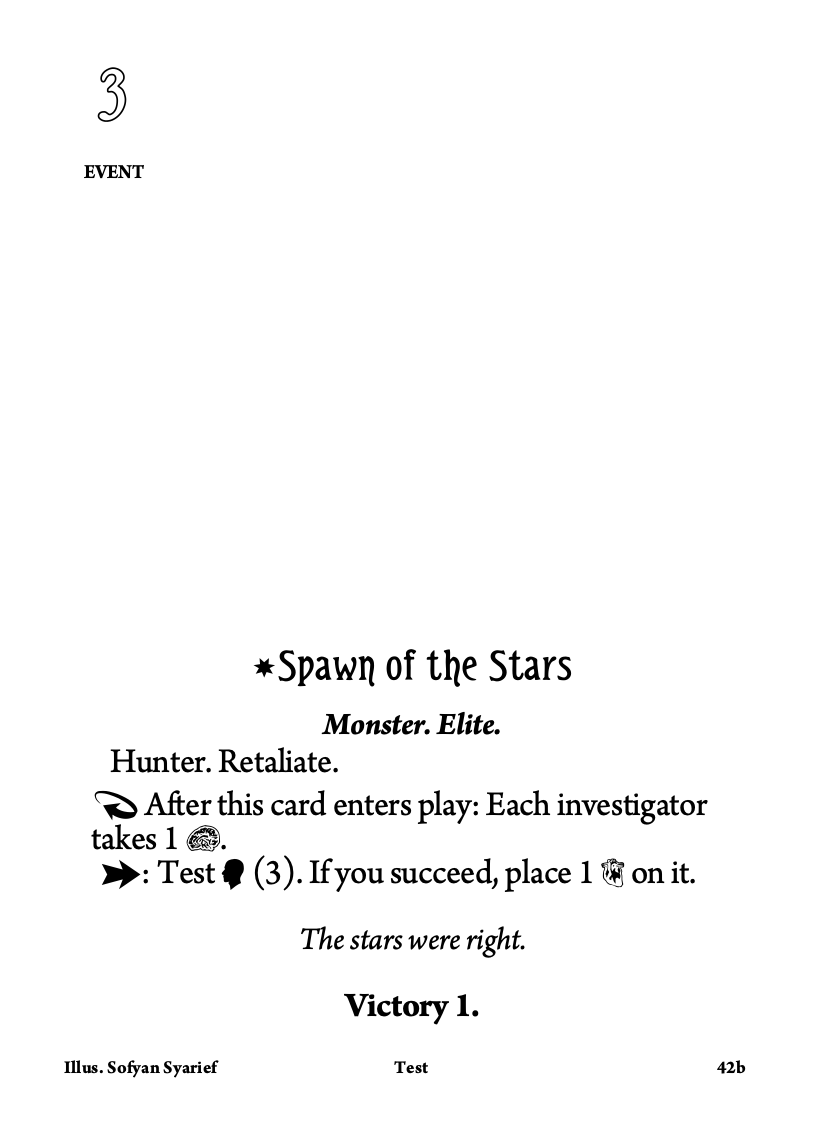 3
EVENT
✷Spawn of the Stars
Monster. Elite.
Hunter. Retaliate.
After this card enters play: Each investigator
takes 1 .
: Test (3). If you succeed, place 1 on it.
The stars were right.
Victory 1.
Illus. Sofyan Syarief Test 42b